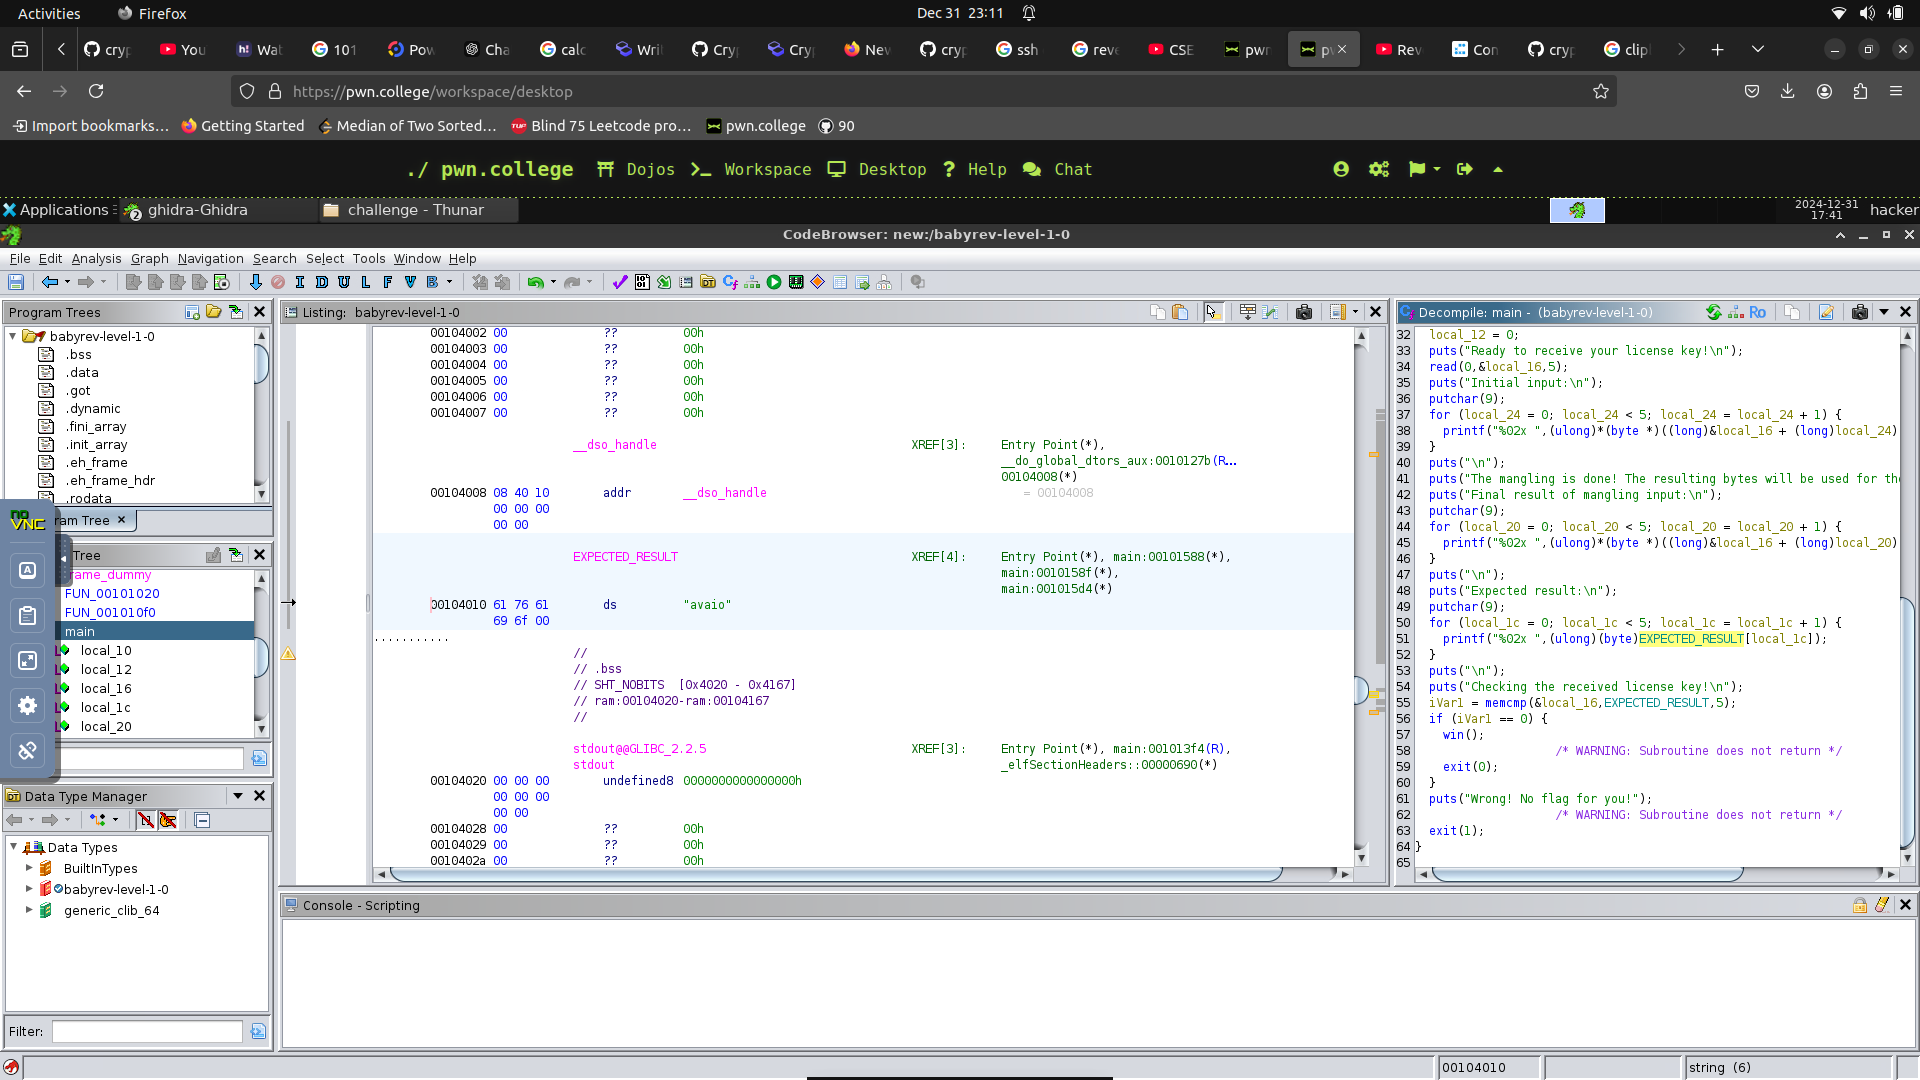 Activities
Firefox
Dec 31 23:11
cryp
You
Wat
101
Pow
Cha
calc
Wri
Cry
Cry
Nev
cryp
ssh
reve
CSE
pwn
Rev
Con
cryp
clip
https://pwn.college/workspace/desktop
Import bookmarks…
Getting Started
Median of Two Sorted…
Blind 75 Leetcode pro…
pwn.college
90
./ pwn.college
Dojos
Workspace
Desktop
Help
Chat
Applications
ghidra-Ghidra
challenge - Thunar
2024-12-31
17:41
hacker
CodeBrowser: new:/babyrev-level-1-0
File Edit Analysis Graph Navigation Search Select Tools Window Help
I D U L F V B
Program Trees
babyrev-level-1-0
.bss
.data
.got
.dynamic
.fini_array
.init_array
.eh_frame
.eh_frame_hdr
.rodata
ram Tree
Tree
rame_dummy
FUN_00101020
FUN_001010f0
main
local_10
local_12
local_16
local_1c
local_20
no
VNC
Data Type Manager
Data Types
BuiltInTypes
babyrev-level-1-0
generic_clib_64
Filter:
Listing: babyrev-level-1-0
00104002 00 ?? 00h
00104003 00 ?? 00h
00104004 00 ?? 00h
00104005 00 ?? 00h
00104006 00 ?? 00h
00104007 00 ?? 00h
__dso_handle XREF[3]: Entry Point(*),
__do_global_dtors_aux:0010127b(R…
00104008(*)
00104008 08 40 10 addr __dso_handle = 00104008
00 00 00
00 00
EXPECTED_RESULT XREF[4]: Entry Point(*), main:00101588(*),
main:0010158f(*),
main:001015d4(*)
00104010 61 76 61 ds "avaio"
69 6f 00
//
// .bss
// SHT_NOBITS [0x4020 - 0x4167]
// ram:00104020-ram:00104167
//
stdout@@GLIBC_2.2.5 XREF[3]: Entry Point(*), main:001013f4(R),
stdout _elfSectionHeaders::00000690(*)
00104020 00 00 00 undefined8 0000000000000000h
00 00 00
00 00
00104028 00 ?? 00h
00104029 00 ?? 00h
0010402a 00 ?? 00h
Decompile: main - (babyrev-level-1-0)
32 local_12 = 0;
33 puts("Ready to receive your license key!\n");
34 read(0,&local_16,5);
35 puts("Initial input:\n");
36 putchar(9);
37 for (local_24 = 0; local_24 < 5; local_24 = local_24 + 1) {
38 printf("%02x ",(ulong)*(byte *)((long)&local_16 + (long)local_24)
39 }
40 puts("\n");
41 puts("The mangling is done! The resulting bytes will be used for the
42 puts("Final result of mangling input:\n");
43 putchar(9);
44 for (local_20 = 0; local_20 < 5; local_20 = local_20 + 1) {
45 printf("%02x ",(ulong)*(byte *)((long)&local_16 + (long)local_20)
46 }
47 puts("\n");
48 puts("Expected result:\n");
49 putchar(9);
50 for (local_1c = 0; local_1c < 5; local_1c = local_1c + 1) {
51 printf("%02x ",(ulong)(byte)EXPECTED_RESULT[local_1c]);
52 }
53 puts("\n");
54 puts("Checking the received license key!\n");
55 iVar1 = memcmp(&local_16,EXPECTED_RESULT,5);
56 if (iVar1 == 0) {
57 win();
58 /* WARNING: Subroutine does not return */
59 exit(0);
60 }
61 puts("Wrong! No flag for you!");
62 /* WARNING: Subroutine does not return */
63 exit(1);
64 }
65
Console - Scripting
00104010
string (6)